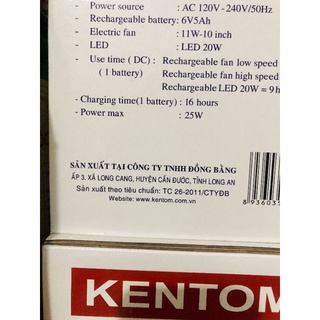 - Power source : AC 120V - 240V/50Hz
Rechargeable battery : 6V5Ah
- Electric fan : 11W-10 inch
- LED : LED 20W
- Use time ( DC) : Rechargeable fan low speed
(1 battery) Rechargeable fan high speed
Rechargeable LED 20W = 9h
- Charging time(1 battery) : 16 hours
- Power max : 25W
SẢN XUẤT TẠI CÔNG TY TNHH ĐỒNG BẰNG
ẤP 3. XÃ LONG CANG, HUYỆN CẦN ĐƯỚC, TỈNH LONG AN
Sản xuất theo tiêu chuẩn: TC 26-2011/CTYĐB
Website: www.kentom.com.vn
8 93603
KENTOM